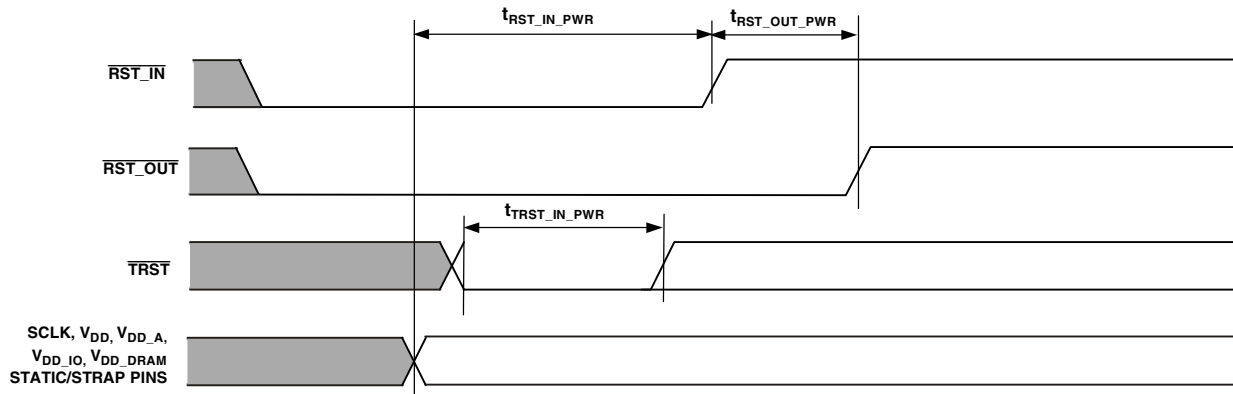 tRST_IN_PWR
tRST_OUT_PWR
RST_IN
RST_OUT
tTRST_IN_PWR
TRST
SCLK, VDD, VDD_A,
VDD_IO, VDD_DRAM
STATIC/STRAP PINS